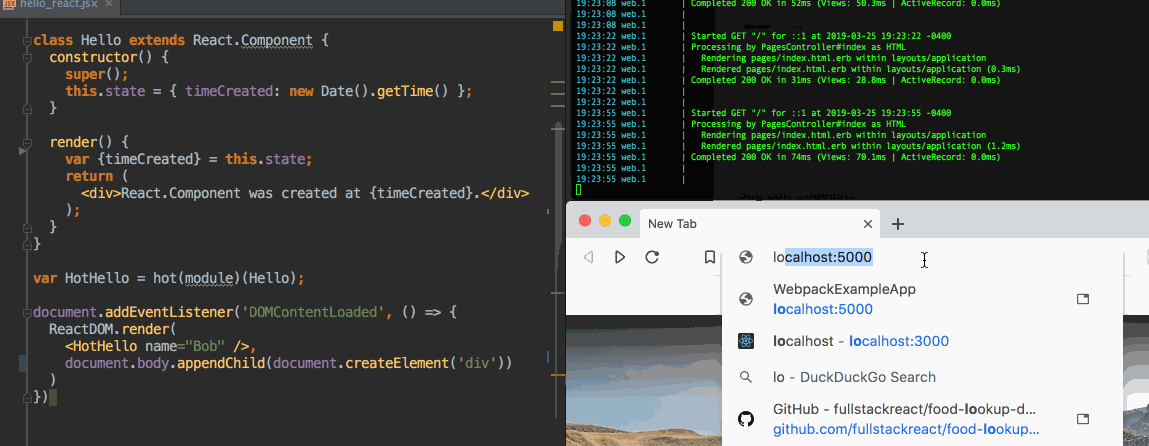 hello_react.jsx ×
class Hello extends React.Component {
constructor() {
super();
this.state = { timeCreated: new Date().getTime() };
}
render() {
var {timeCreated} = this.state;
return (
<div>React.Component was created at {timeCreated}.</div>
);
}
}
var HotHello = hot(module)(Hello);
document.addEventListener('DOMContentLoaded', () => {
ReactDOM.render(
<HotHello name="Bob" />,
document.body.appendChild(document.createElement('div'))
)
})
19:23:08 web.1 | Completed 200 OK in 52ms (Views: 50.3ms | ActiveRecord: 0.0ms)
19:23:08 web.1 |
19:23:08 web.1 |
19:23:22 web.1 | Started GET "/" for ::1 at 2019-03-25 19:23:22 -0400
19:23:22 web.1 | Processing by PagesController#index as HTML
19:23:22 web.1 | Rendering pages/index.html.erb within layouts/application
19:23:22 web.1 | Rendered pages/index.html.erb within layouts/application (0.3ms)
19:23:22 web.1 | Completed 200 OK in 31ms (Views: 28.8ms | ActiveRecord: 0.0ms)
19:23:22 web.1 |
19:23:22 web.1 |
19:23:55 web.1 | Started GET "/" for ::1 at 2019-03-25 19:23:55 -0400
19:23:55 web.1 | Processing by PagesController#index as HTML
19:23:55 web.1 | Rendering pages/index.html.erb within layouts/application
19:23:55 web.1 | Rendered pages/index.html.erb within layouts/application (1.2ms)
19:23:55 web.1 | Completed 200 OK in 74ms (Views: 70.1ms | ActiveRecord: 0.0ms)
19:23:55 web.1 |
19:23:55 web.1 |
New Tab
localhost:5000
WebpackExampleApp
localhost:5000
localhost - localhost:3000
lo - DuckDuckGo Search
GitHub - fullstackreact/food-lookup-d...
github.com/fullstackreact/food-lookup...